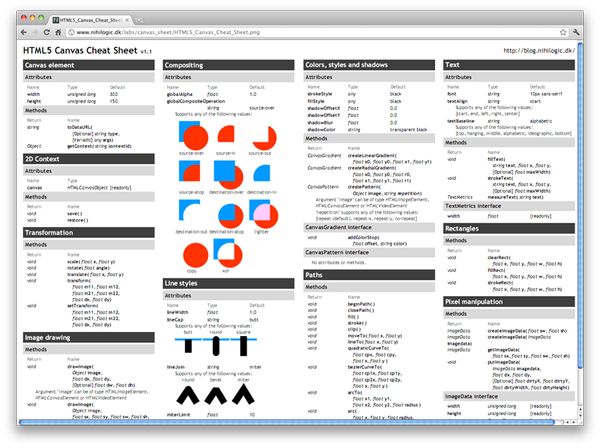 HTML5_Canvas_Cheat_Sheet
www.nihilogic.dk/labs/canvas_sheet/HTML5_Canvas_Cheat_Sheet.png
HTML5 Canvas Cheat Sheet v1.1
http://blog.nihilogic.dk/
Canvas element
Attributes
Name Type Default
width unsigned long 300
height unsigned long 150
Methods
Return Name
string toDataURL(
[Optional] string type,
[Variadic] any args)
Object getContext( string contextId)
2D Context
Attributes
Name Type
canvas HTMLCanvasObject [readonly]
Methods
Return Name
void save()
void restore()
Transformation
Methods
Return Name
void scale( float x, float y)
void rotate( float angle)
void translate( float x, float y)
void transform(
float m11, float m12,
float m21, float m22,
float dx, float dy)
void setTransform(
float m11, float m12,
float m21, float m22,
float dx, float dy)
Image drawing
Methods
Return Name
void drawImage(
Object image,
float dx, float dy,
[Optional] float dw, float dh)
Argument "image" can be of type HTMLImageElement,
HTMLCanvasElement or HTMLVideoElement
void drawImage(
Object image,
float sx, float sy, float sw, float sh,
Compositing
Attributes
Name Type Default
globalAlpha float 1.0
globalCompositeOperation
string source-over
Supports any of the following values:
source-over source-in source-out
source-atop destination-over destination-in
destination-out destination-atop lighter
copy xor
Line styles
Attributes
Name Type Default
lineWidth float 1.0
lineCap string butt
Supports any of the following values:
butt round square
lineJoin string miter
Supports any of the following values:
round bevel miter
miterLimit float 10
Colors, styles and shadows
Attributes
Name Type Default
strokeStyle any black
fillStyle any black
shadowOffsetX float 0.0
shadowOffsetY float 0.0
shadowBlur float 0.0
shadowColor string transparent black
Methods
Return Name
CanvasGradient createLinearGradient(
float x0, float y0, float x1, float y1)
CanvasGradient createRadialGradient(
float x0, float y0, float r0,
float x1, float y1, float r1)
CanvasPattern createPattern(
Object image, string repetition)
Argument "image" can be of type HTMLImageElement,
HTMLCanvasElement or HTMLVideoElement
"repetition" supports any of the following values:
[repeat (default), repeat-x, repeat-y, no-repeat]
CanvasGradient interface
void addColorStop(
float offset, string color)
CanvasPattern interface
No attributes or methods.
Paths
Methods
Return Name
void beginPath()
void closePath()
void fill()
void stroke()
void clip()
void moveTo( float x, float y)
void lineTo( float x, float y)
void quadraticCurveTo(
float cpx, float cpy,
float x, float y)
void bezierCurveTo(
float cp1x, float cp1y,
float cp2x, float cp2y,
float x, float y)
void arcTo(
float x1, float y1,
float x2, float y2, float radius)
void arc(
float x, float y, float radius,
Text
Attributes
Name Type Default
font string 10px sans-serif
textAlign string start
Supports any of the following values:
[start, end, left, right, center]
textBaseline string alphabetic
Supports any of the following values:
[top, hanging, middle, alphabetic, ideographic, bottom]
Methods
Return Name
void fillText(
string text, float x, float y,
[Optional] float maxWidth)
void strokeText(
string text, float x, float y,
[Optional] float maxWidth)
TextMetrics measureText( string text)
TextMetrics interface
width float [readonly]
Rectangles
Methods
Return Name
void clearRect(
float x, float y, float w, float h)
void fillRect(
float x, float y, float w, float h)
void strokeRect(
float x, float y, float w, float h)
Pixel manipulation
Methods
Return Name
ImageData createImageData( float sw, float sh)
ImageData createImageData(
imagedata)
ImageData getImageData(
float sx, float sy, float sw, float sh)
void putImageData(
ImageData imagedata,
float dx, float dy,
[Optional] float dirtyX, float dirtyY,
float dirtyWidth, float dirtyHeight)
ImageData interface
width unsigned long [readonly]
height unsigned long [readonly]